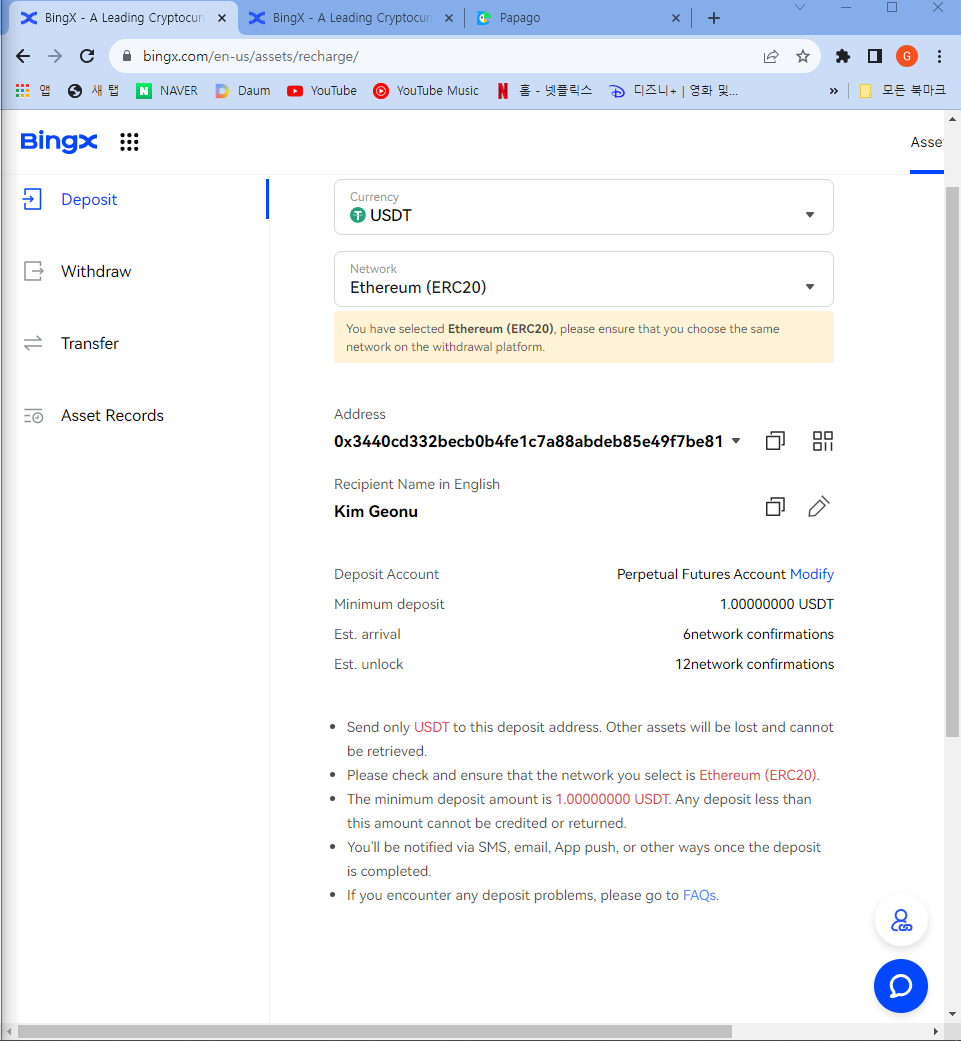 BingX - A Leading Cryptocurr
BingX - A Leading Cryptocurr
Papago
bingx.com/en-us/assets/recharge/
G
앱
새 탭
NAVER
Daum
YouTube
YouTube Music
홈 - 넷플릭스
디즈니+ | 영화 및...
»
모든 북마크
BingX
Asse
Deposit
Withdraw
Transfer
Asset Records
Currency
USDT
Network
Ethereum (ERC20)
You have selected Ethereum (ERC20), please ensure that you choose the same
network on the withdrawal platform.
Address
0x3440cd332becb0b4fe1c7a88abdeb85e49f7be81
Recipient Name in English
Kim Geonu
Deposit Account Perpetual Futures Account Modify
Minimum deposit 1.00000000 USDT
Est. arrival 6network confirmations
Est. unlock 12network confirmations
• Send only USDT to this deposit address. Other assets will be lost and cannot
be retrieved.
• Please check and ensure that the network you select is Ethereum (ERC20).
• The minimum deposit amount is 1.00000000 USDT. Any deposit less than
this amount cannot be credited or returned.
• You'll be notified via SMS, email, App push, or other ways once the deposit
is completed.
• If you encounter any deposit problems, please go to FAQs.